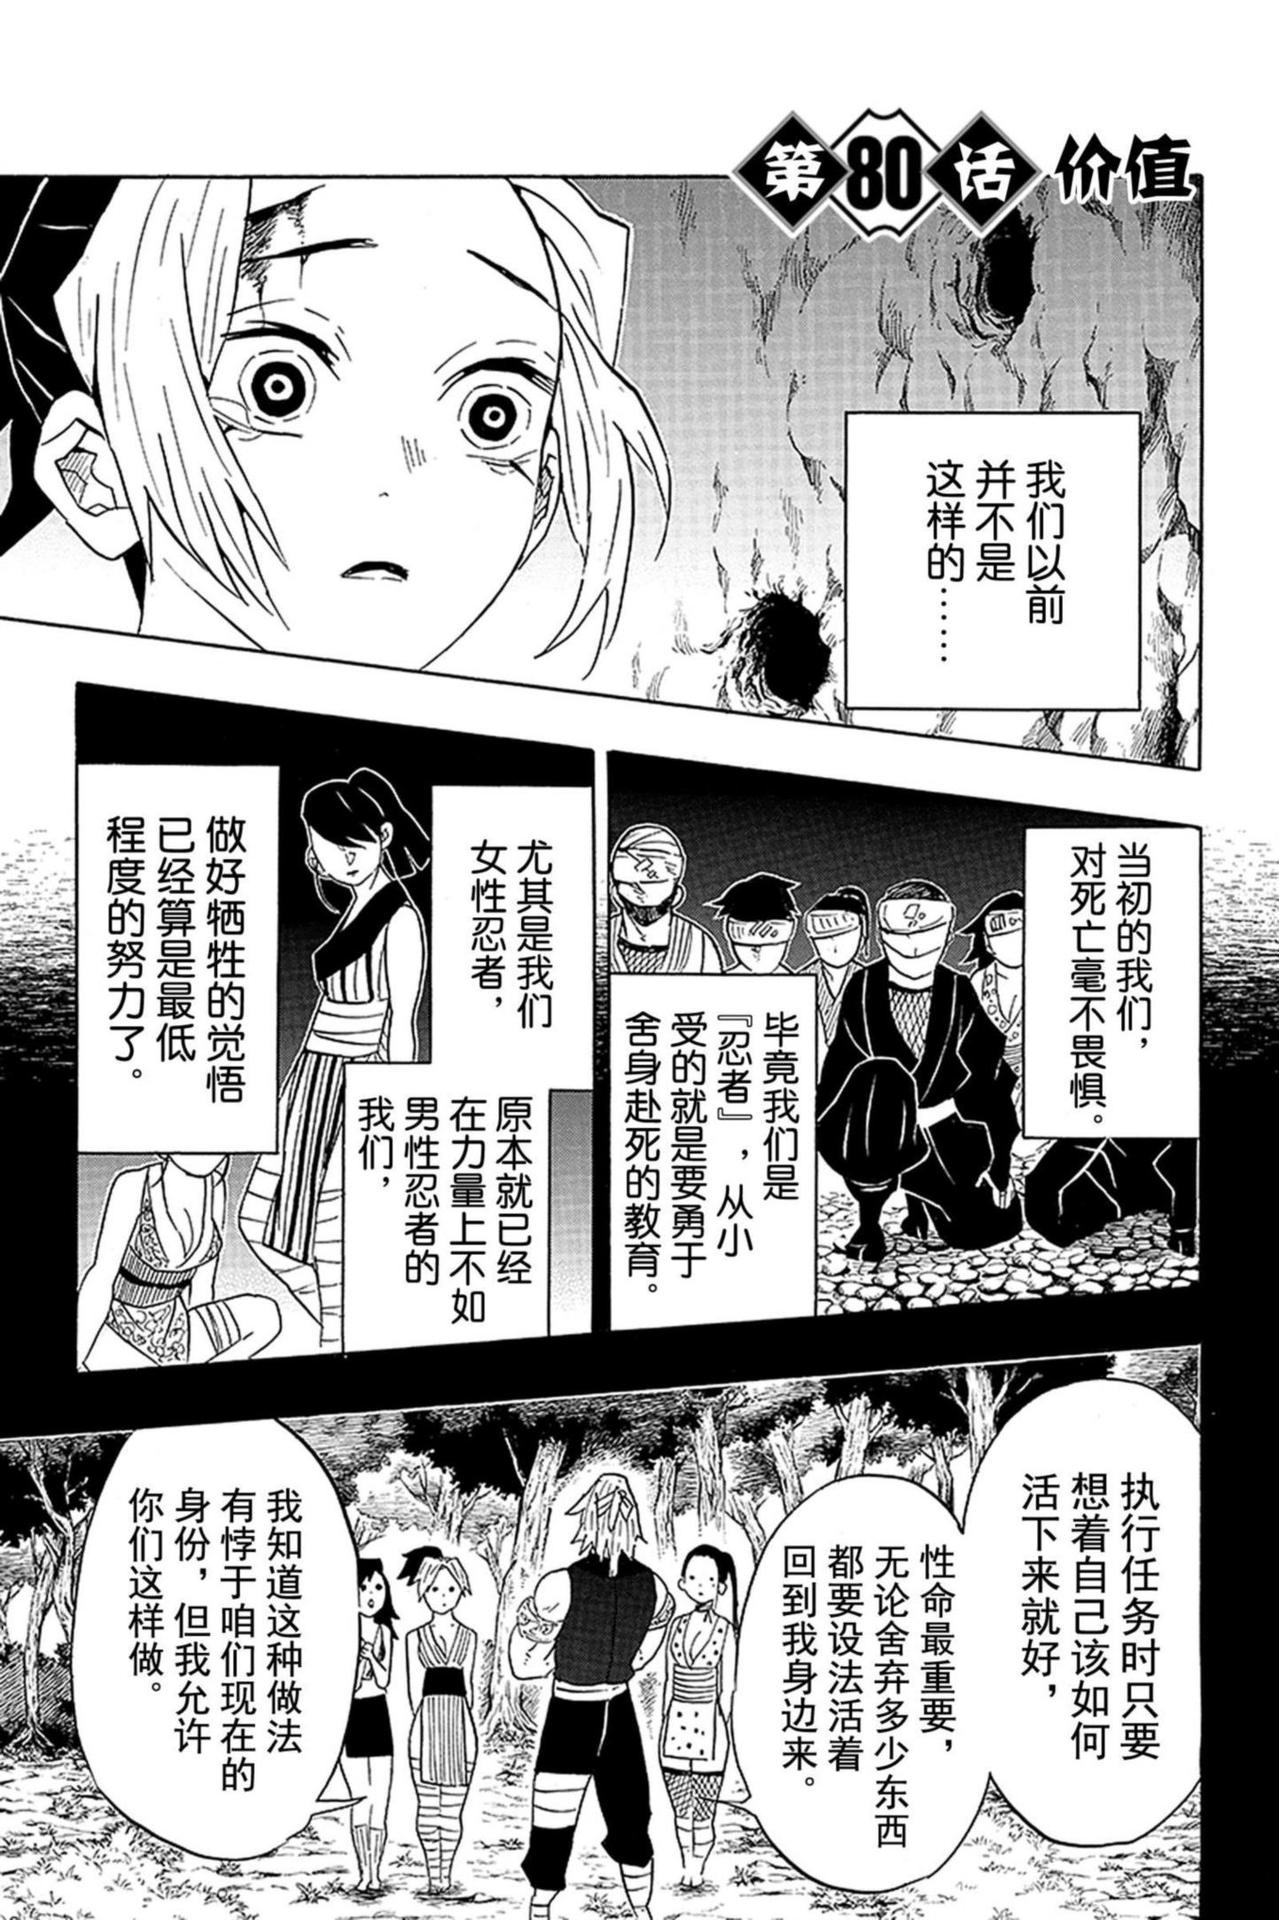 第80话 价值
我们以前
并不是
这样的……
当初的我们，
对死亡毫不畏惧。
毕竟我们是
『忍者』，从小
受的就是要勇于
舍身赴死的教育。
尤其是我们
女性忍者，
原本就已经
在力量上不如
男性忍者的
我们，
做好牺牲的觉悟
已经算是最低
程度的努力了。
执行任务时只要
想着自己该如何
活下来就好，
性命最重要，
无论舍弃多少东西
都要设法活着
回到我身边来。
我知道这种做法
有悖于咱们现在的
身份，但我允许
你们这样做。